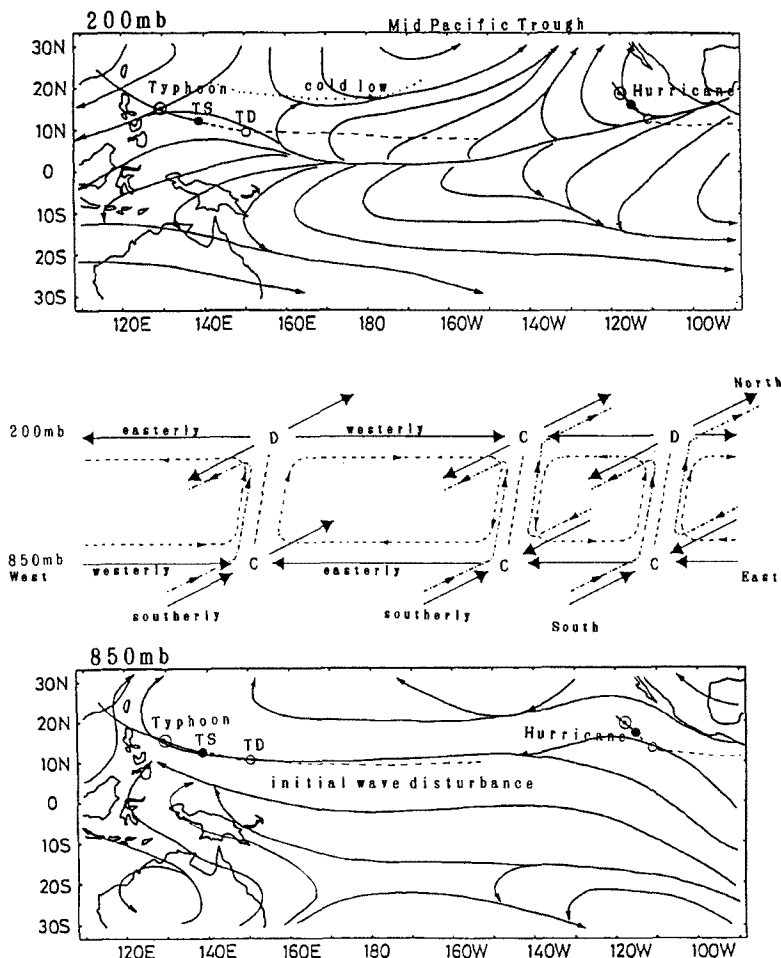 200mb
Mid Pacific Trough
30N
20N
10N
0
10S
20S
30S
Typhoon
TS
TD
cold low
Hurricane
120E 140E 160E 180 160W 140W 120W 100W
North
200mb easterly D westerly C D
850mb C C C
West westerly easterly East
southerly southerly South
850mb
30N
20N
10N
0
10S
20S
30S
Typhoon
TS
TD
Hurricane
initial wave disturbance
120E 140E 160E 180 160W 140W 120W 100W